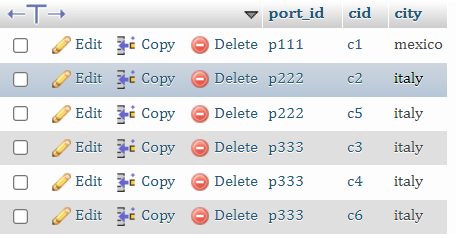 port_id cid city
Edit Copy Delete p111 c1 mexico
Edit Copy Delete p222 c2 italy
Edit Copy Delete p222 c5 italy
Edit Copy Delete p333 c3 italy
Edit Copy Delete p333 c4 italy
Edit Copy Delete p333 c6 italy